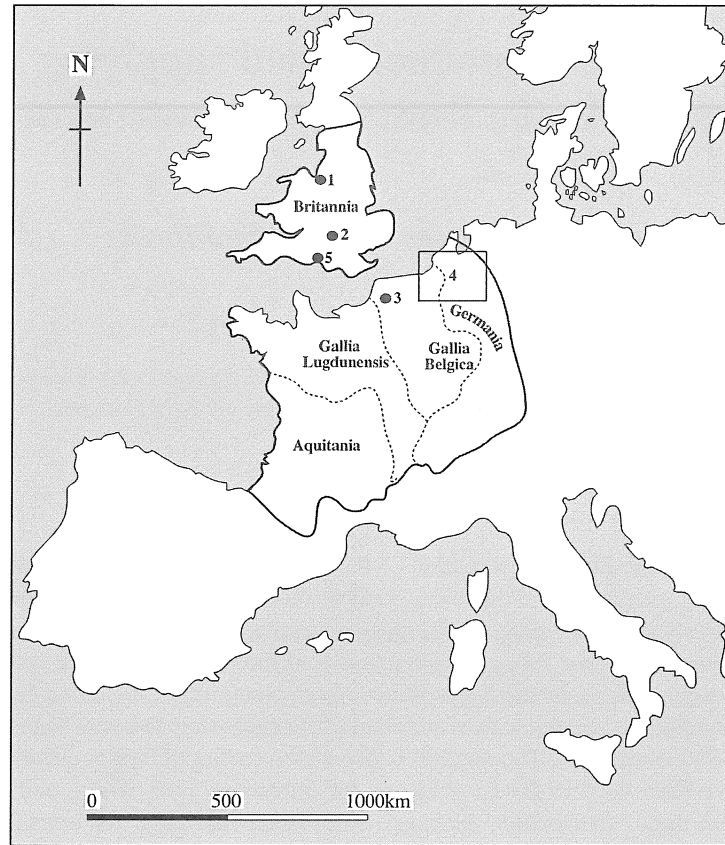 N
1
Britannia
2
5
4
3
Germania
Gallia
Lugdunensis
Gallia
Belgica
Aquitania
0 500 1000km